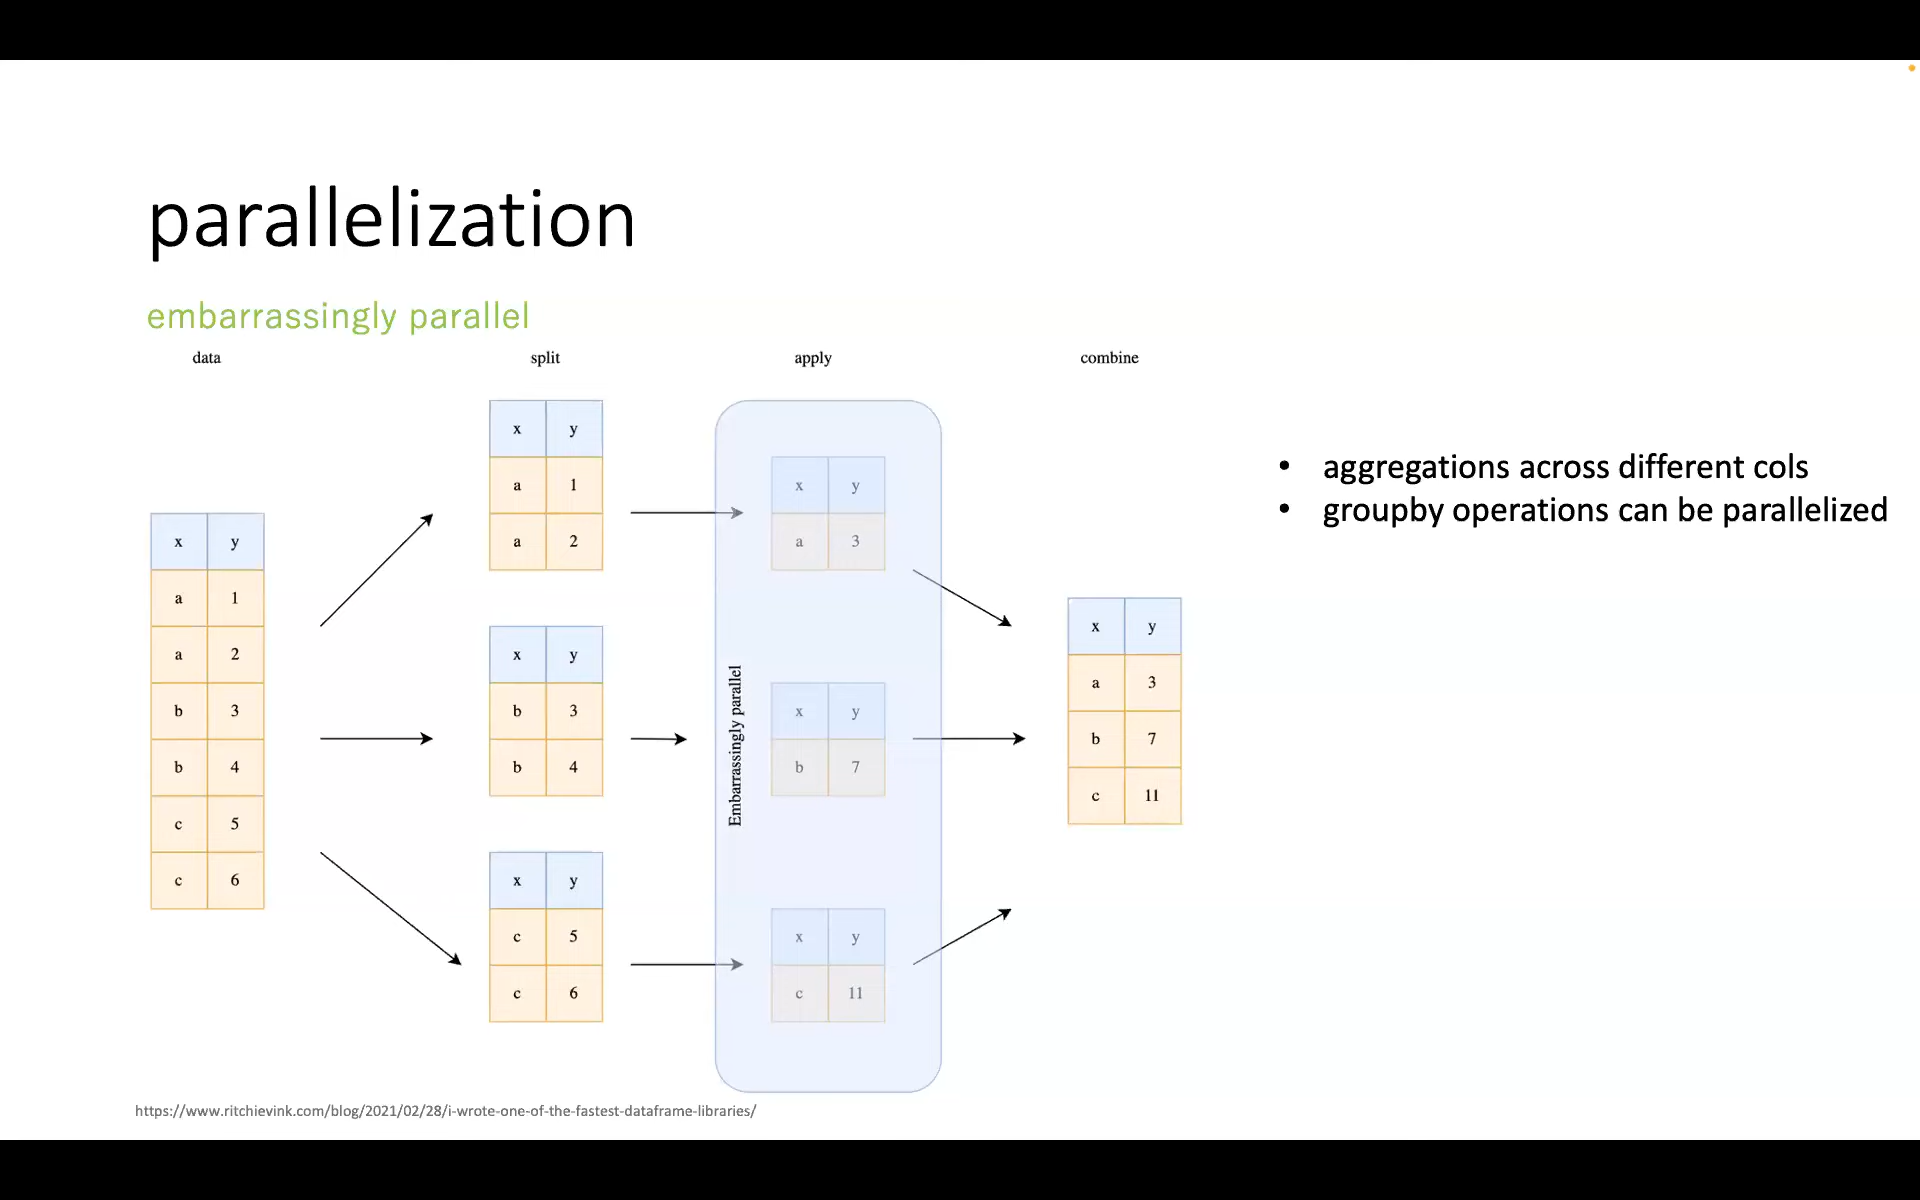 parallelization
embarrassingly parallel
data
split
apply
combine
x y
a 1
a 2
b 3
b 4
c 5
c 6
x y
a 1
a 2
x y
b 3
b 4
x y
c 5
c 6
Embarrassingly parallel
x y
a 3
x y
b 7
x y
c 11
x y
a 3
b 7
c 11
• aggregations across different cols
• groupby operations can be parallelized
https://www.ritchievink.com/blog/2021/02/28/i-wrote-one-of-the-fastest-dataframe-libraries/